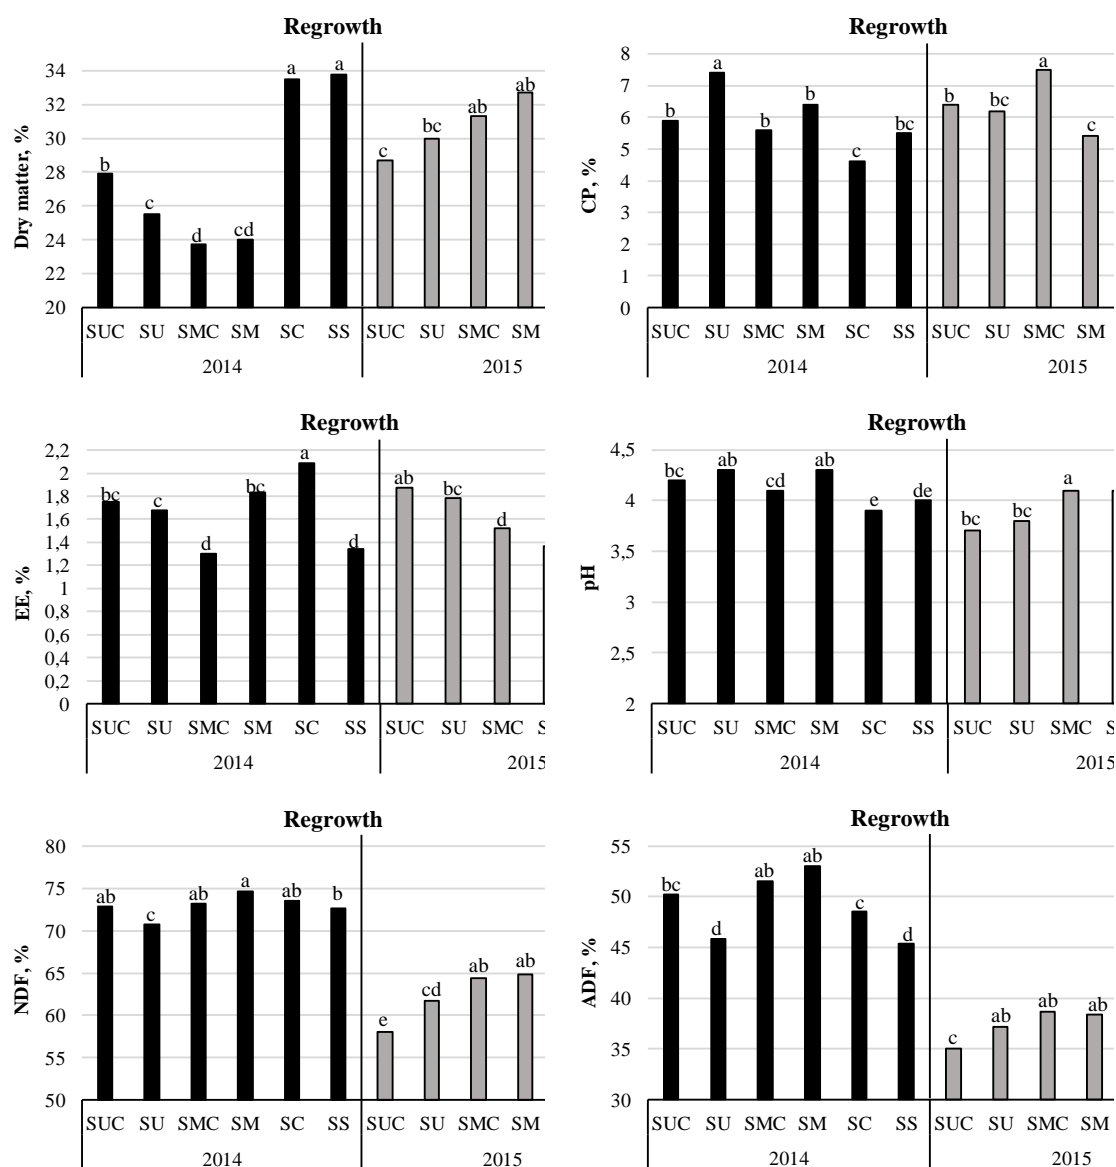 Regrowth
Dry matter, %
34
32
30
28
26
24
22
20
b
c
d
cd
a
a
c
bc
ab
ab
SUC SU SMC SM SC SS SUC SU SMC SM
2014 2015
Regrowth
CP, %
8
7
6
5
4
3
2
1
0
b
a
b
b
c
bc
b
bc
a
c
SUC SU SMC SM SC SS SUC SU SMC SM
2014 2015
Regrowth
EE, %
2,2
2
1,8
1,6
1,4
1,2
1
0,8
0,6
0,4
0,2
0
bc
c
d
bc
a
d
ab
bc
d
SUC SU SMC SM SC SS SUC SU SMC
2014 2015
Regrowth
pH
4,5
4
3,5
3
2,5
2
bc
ab
cd
ab
e
de
bc
bc
a
SUC SU SMC SM SC SS SUC SU SMC
2014 2015
Regrowth
NDF, %
80
75
70
65
60
55
50
ab
c
ab
a
ab
b
e
cd
ab
ab
SUC SU SMC SM SC SS SUC SU SMC SM
2014 2015
Regrowth
ADF, %
55
50
45
40
35
30
bc
d
ab
ab
c
d
c
ab
ab
ab
SUC SU SMC SM SC SS SUC SU SMC SM
2014 2015